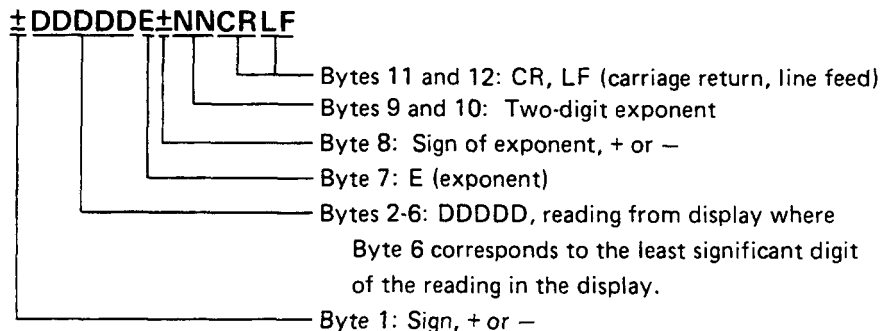 ±DDDDDE±NNCRLF
Bytes 11 and 12: CR, LF (carriage return, line feed)
Bytes 9 and 10: Two-digit exponent
Byte 8: Sign of exponent, + or −
Byte 7: E (exponent)
Bytes 2-6: DDDDD, reading from display where
Byte 6 corresponds to the least significant digit
of the reading in the display.
Byte 1: Sign, + or −